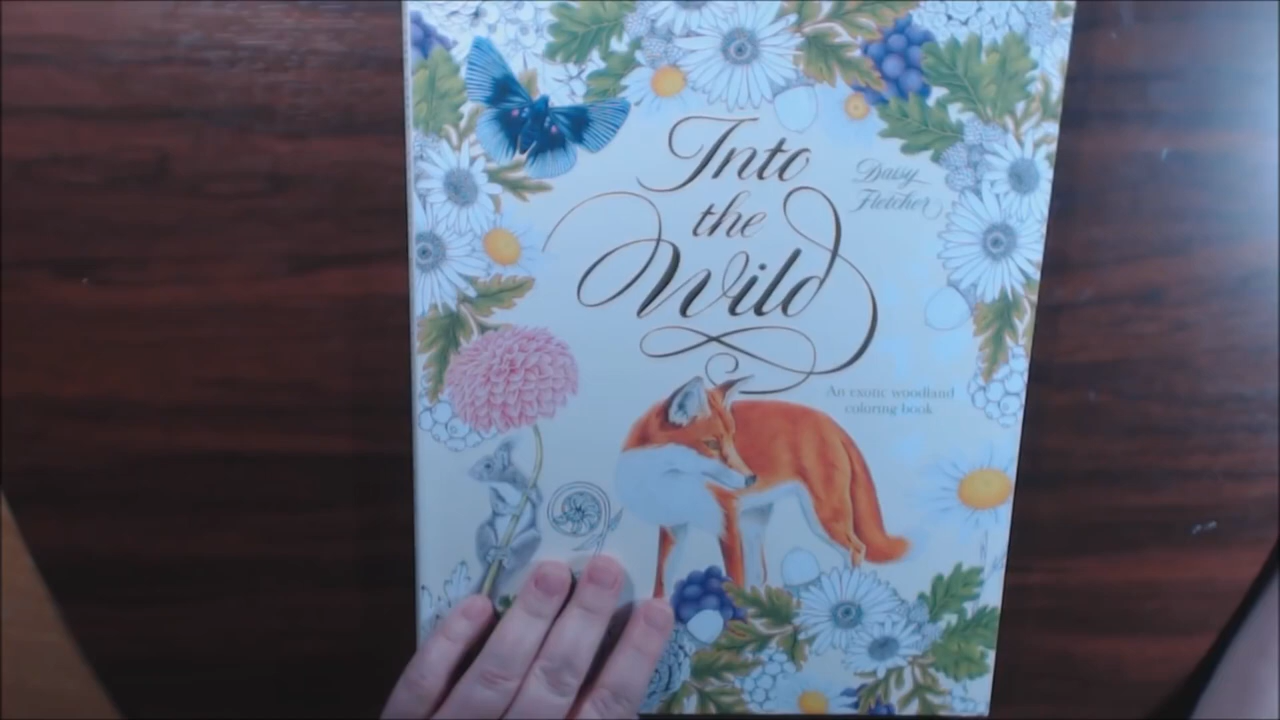 Into
the
Wild
Daisy
Fletcher
An exotic woodland
coloring book